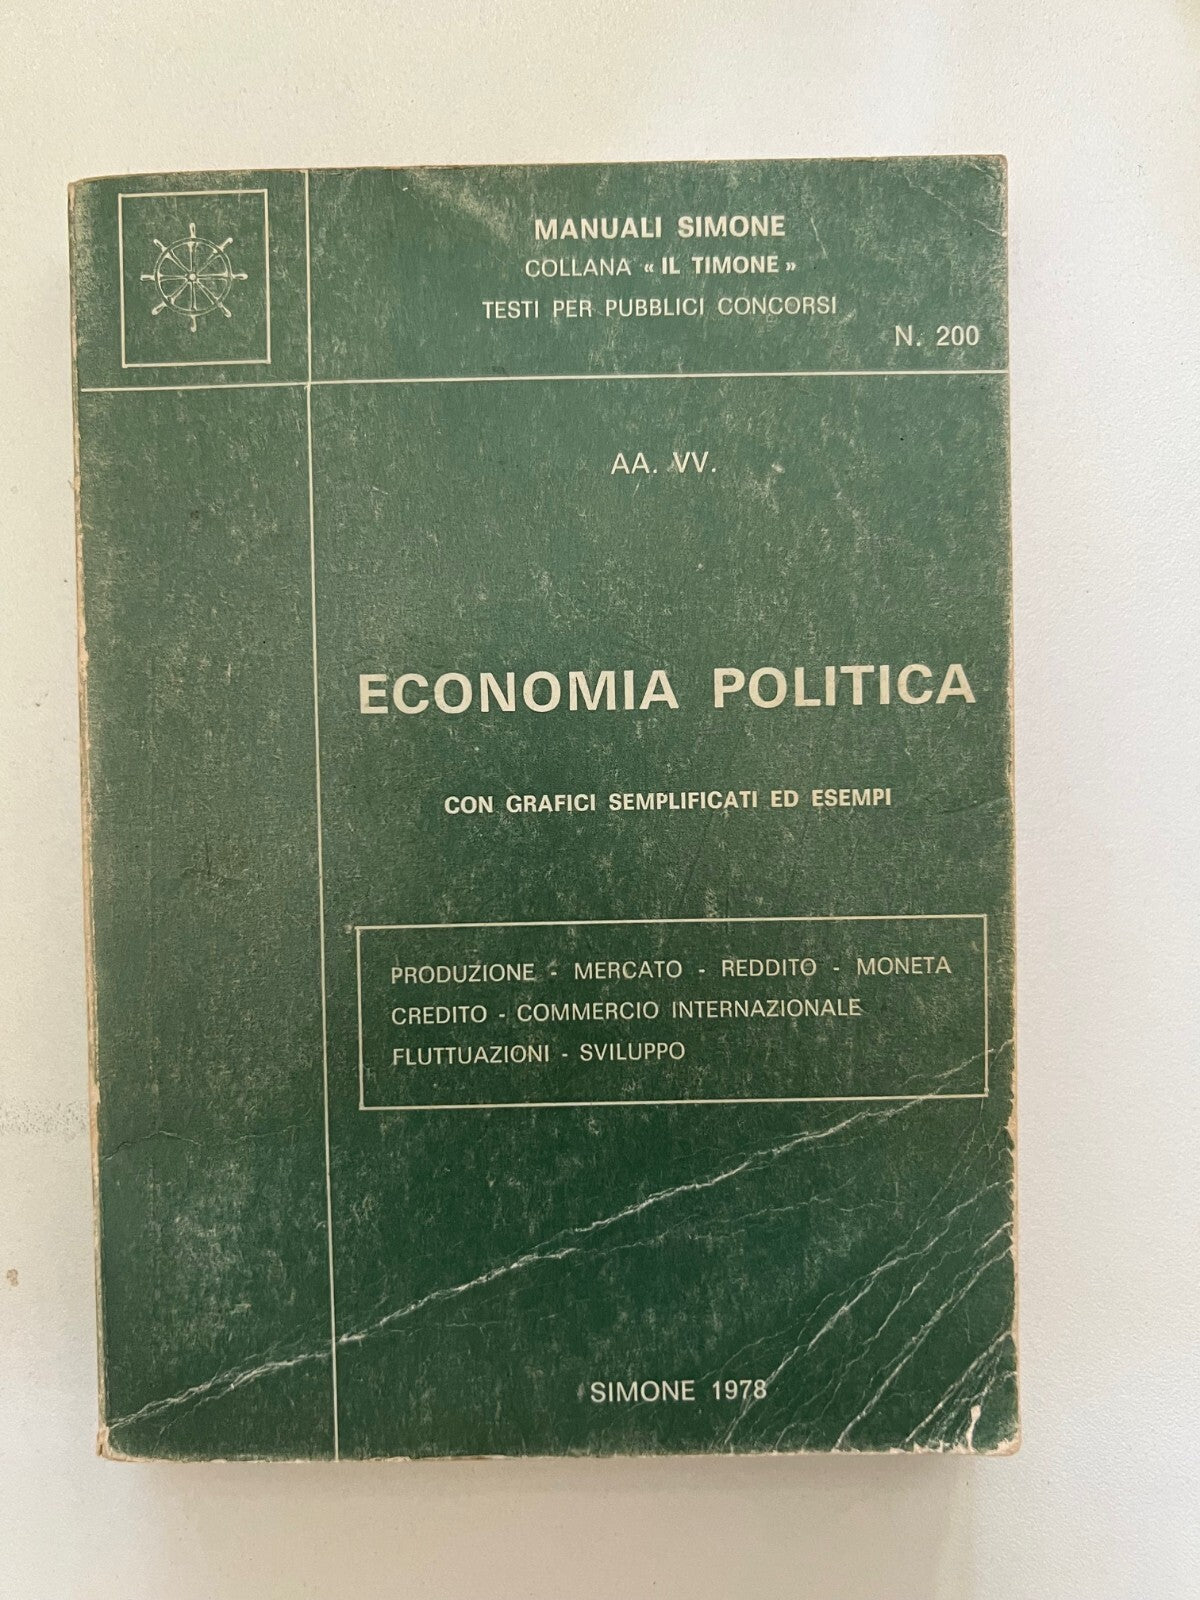 MANUALI SIMONE
COLLANA « IL TIMONE »
TESTI PER PUBBLICI CONCORSI
N. 200
AA. VV.
ECONOMIA POLITICA
CON GRAFICI SEMPLIFICATI ED ESEMPI
PRODUZIONE - MERCATO - REDDITO - MONETA
CREDITO - COMMERCIO INTERNAZIONALE
FLUTTUAZIONI - SVILUPPO
SIMONE 1978